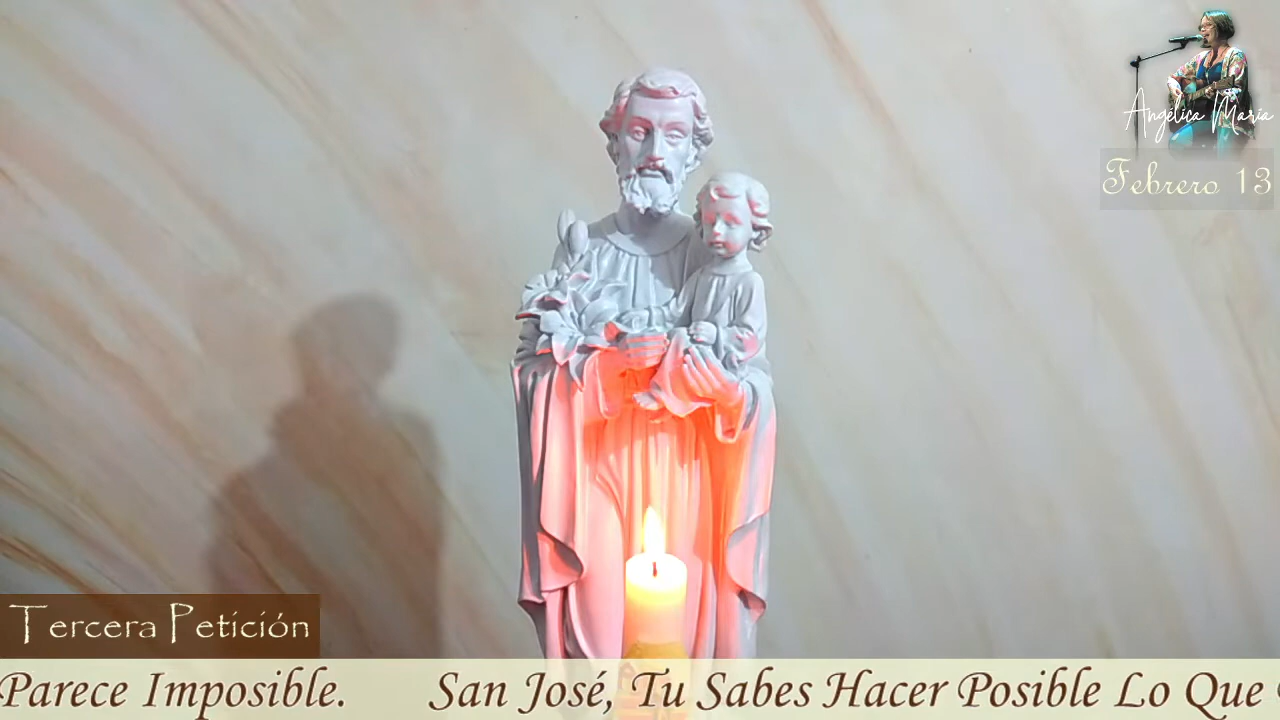 Angélica María
Febrero 13
Tercera Petición
Parece Imposible. San José, Tu Sabes Hacer Posible Lo Que